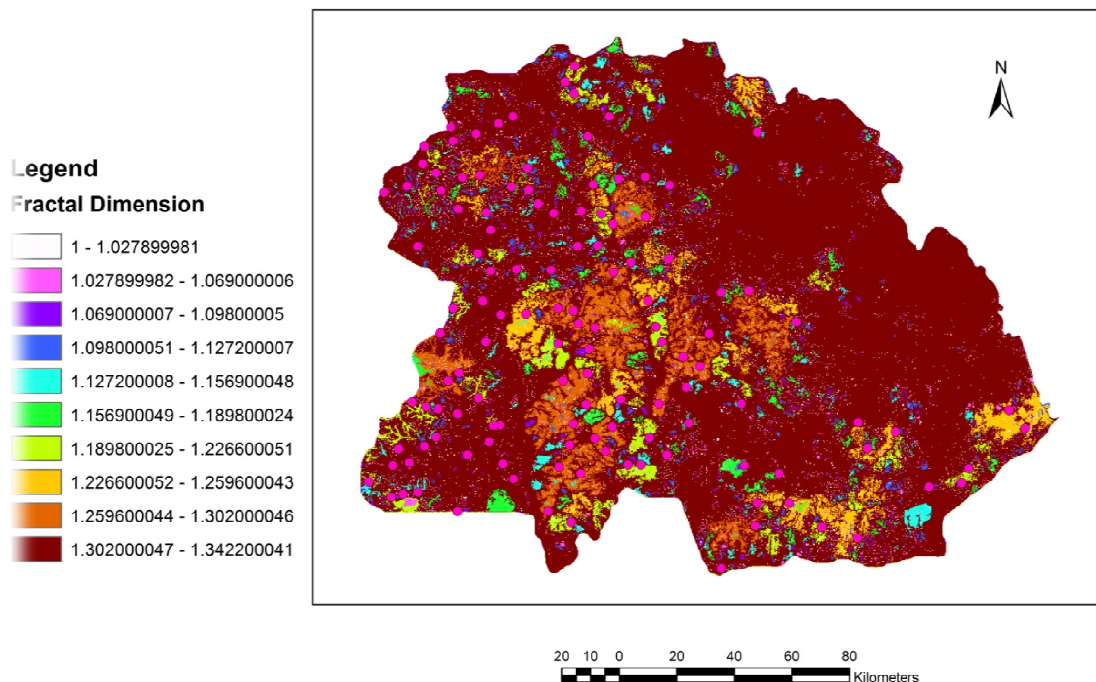 Legend
Fractal Dimension
1 - 1.027899981
1.027899982 - 1.069000006
1.069000007 - 1.09800005
1.098000051 - 1.127200007
1.127200008 - 1.156900048
1.156900049 - 1.189800024
1.189800025 - 1.226600051
1.226600052 - 1.259600043
1.259600044 - 1.302000046
1.302000047 - 1.342200041
N
20 10 0 20 40 60 80
Kilometers